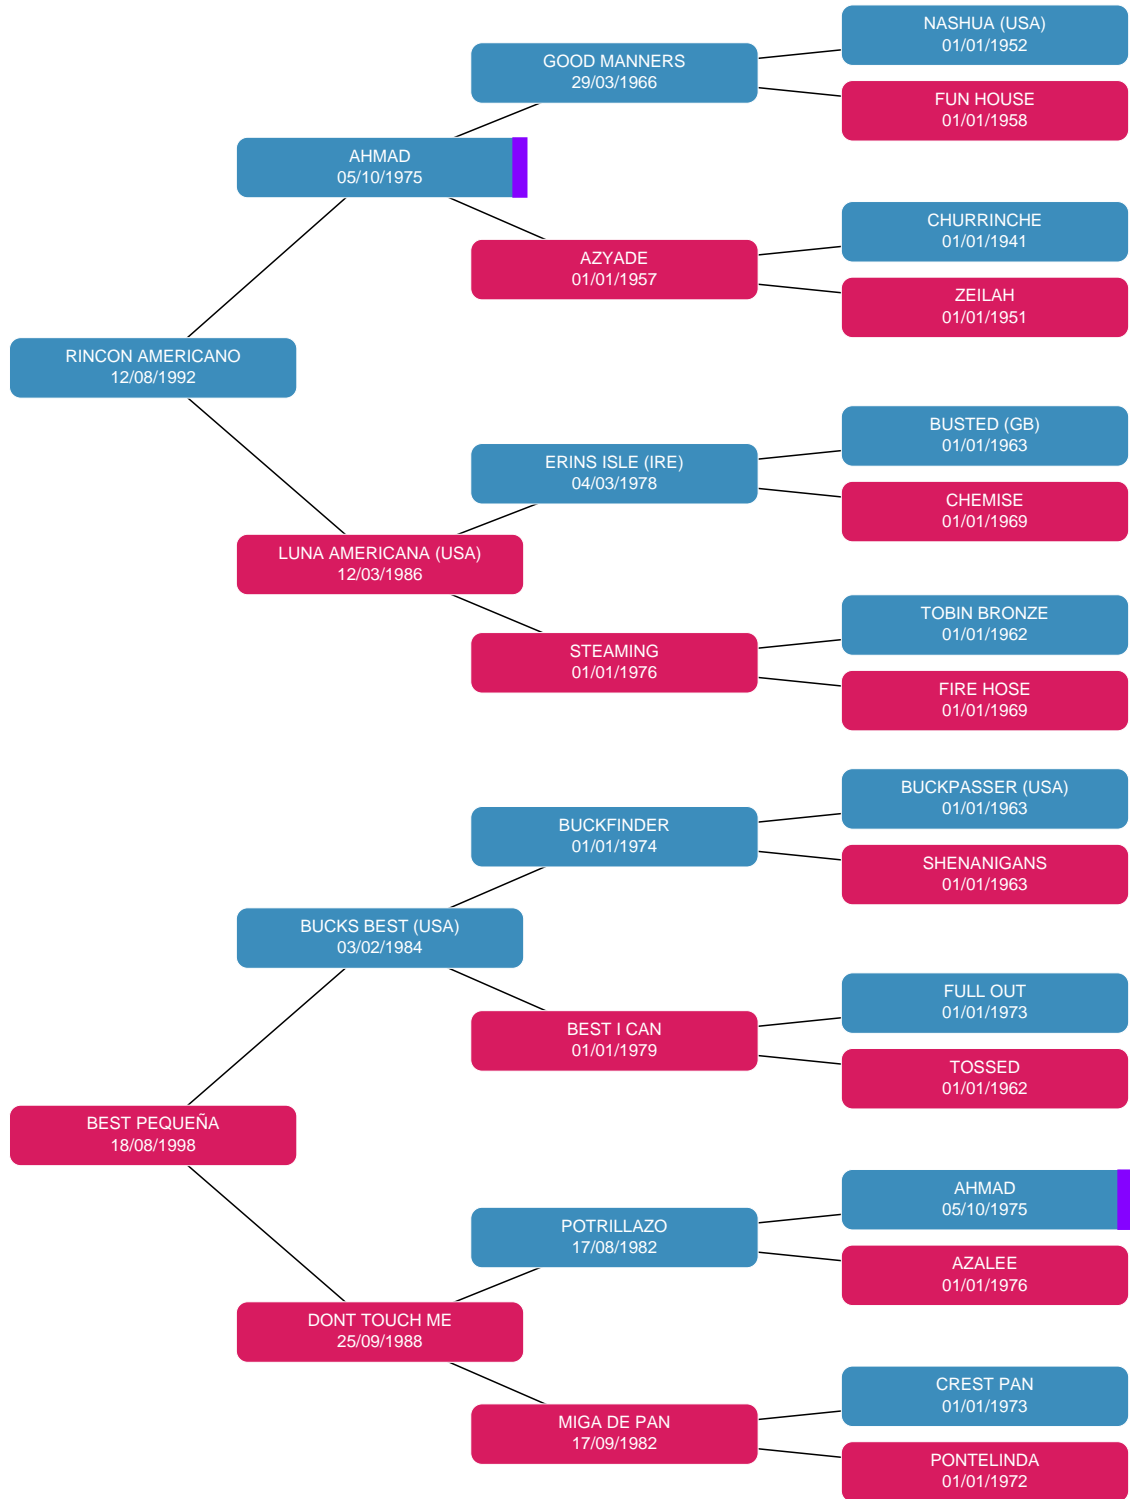 NASHUA (USA)
01/01/1952
GOOD MANNERS
29/03/1966
FUN HOUSE
01/01/1958
AHMAD
05/10/1975
CHURRINCHE
01/01/1941
AZYADE
01/01/1957
ZEILAH
01/01/1951
RINCON AMERICANO
12/08/1992
BUSTED (GB)
01/01/1963
ERINS ISLE (IRE)
04/03/1978
CHEMISE
01/01/1969
LUNA AMERICANA (USA)
12/03/1986
TOBIN BRONZE
01/01/1962
STEAMING
01/01/1976
FIRE HOSE
01/01/1969
BUCKPASSER (USA)
01/01/1963
BUCKFINDER
01/01/1974
SHENANIGANS
01/01/1963
BUCKS BEST (USA)
03/02/1984
FULL OUT
01/01/1973
BEST I CAN
01/01/1979
TOSSED
01/01/1962
BEST PEQUEÑA
18/08/1998
AHMAD
05/10/1975
POTRILLAZO
17/08/1982
AZALEE
01/01/1976
DONT TOUCH ME
25/09/1988
CREST PAN
01/01/1973
MIGA DE PAN
17/09/1982
PONTELINDA
01/01/1972